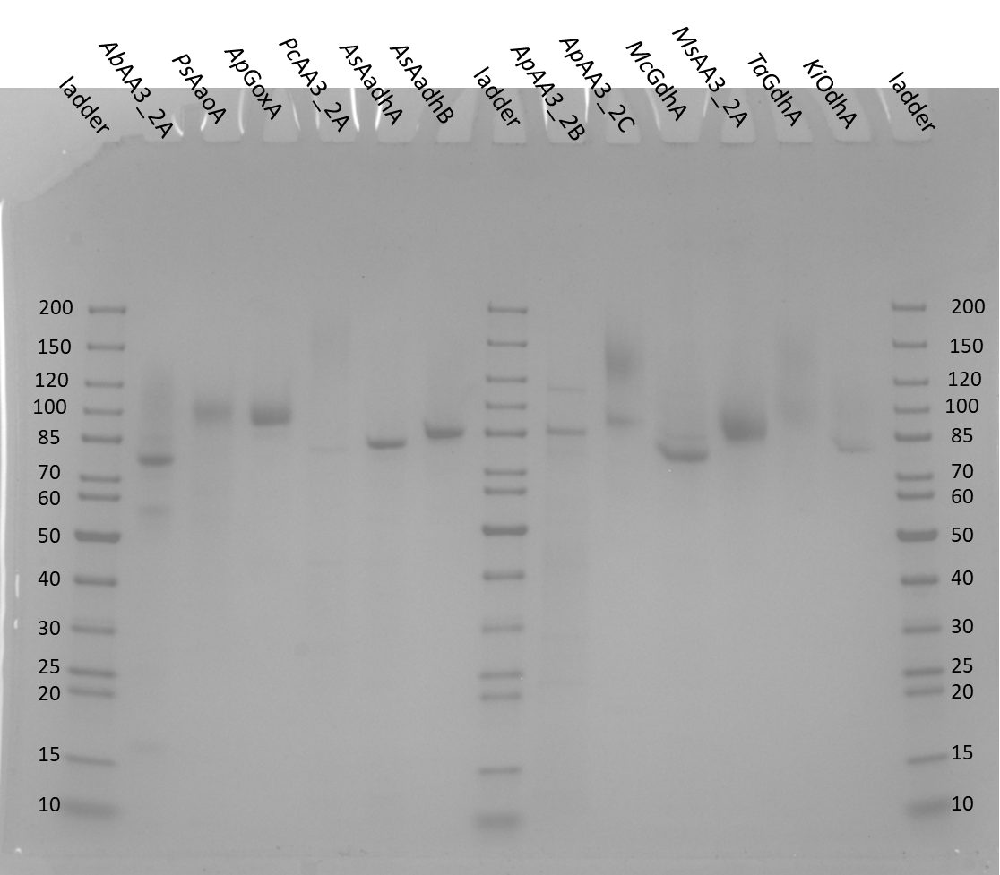 ladder
AbAA3_2A
PsAaoA
ApGoxA
PcAA3_2A
AsAadhA
AsAadhB
ladder
ApAA3_2B
ApAA3_2C
McGdhA
MsAA3_2A
TaGdhA
KiOdhA
ladder
200
150
120
100
85
70
60
50
40
30
25
20
15
10
200
150
120
100
85
70
60
50
40
30
25
20
15
10